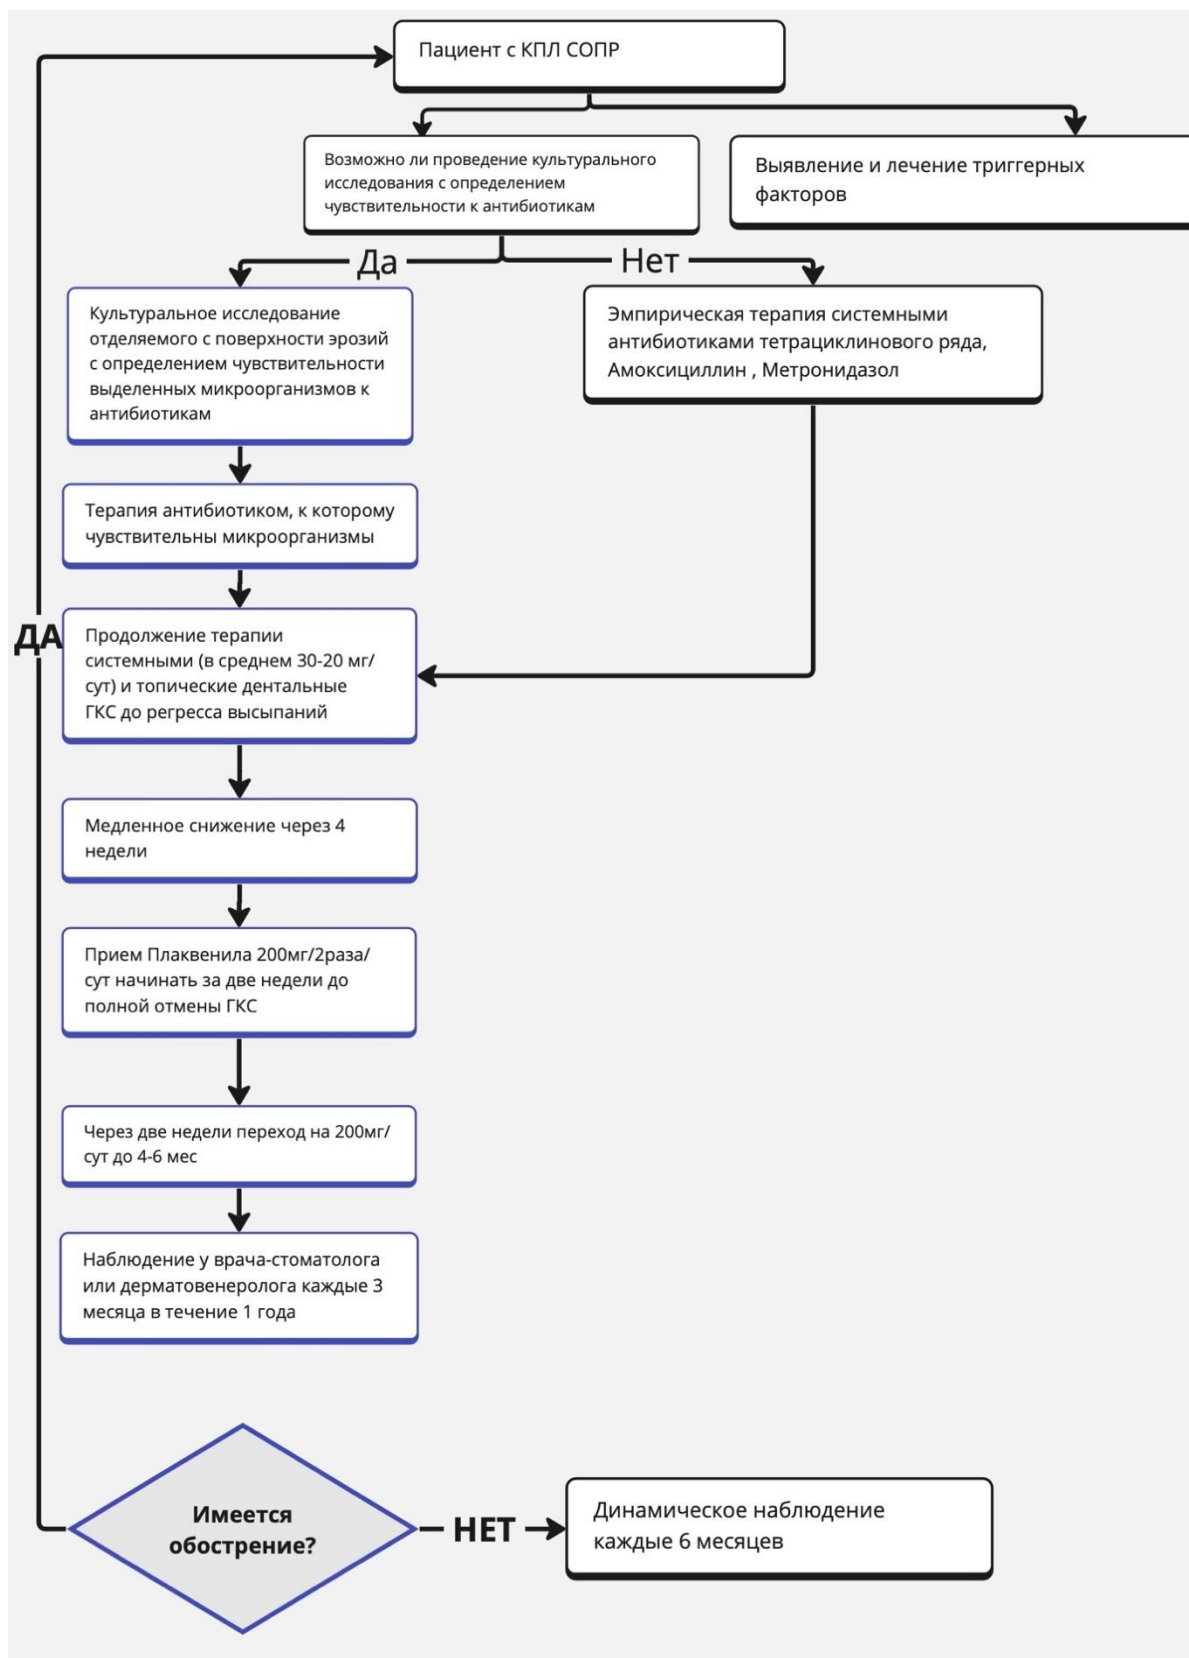 Пациент с КПЛ СОПР
Возможно ли проведение культурального
исследования с определением
чувствительности к антибиотикам
Выявление и лечение триггерных
факторов
Да
Нет
Культуральное исследование
отделяемого с поверхности эрозий
с определением чувствительности
выделенных микроорганизмов к
антибиотикам
Эмпирическая терапия системными
антибиотиками тетрациклинового ряда,
Амоксициллин , Метронидазол
Терапия антибиотиком, к которому
чувствительны микроорганизмы
ДА
Продолжение терапии
системными (в среднем 30-20 мг/
сут) и топические дентальные
ГКС до регресса высыпаний
Медленное снижение через 4
недели
Прием Плаквенила 200мг/2раза/
сут начинать за две недели до
полной отмены ГКС
Через две недели переход на 200мг/
сут до 4-6 мес
Наблюдение у врача-стоматолога
или дерматовенеролога каждые 3
месяца в течение 1 года
Имеется
обострение?
НЕТ
Динамическое наблюдение
каждые 6 месяцев